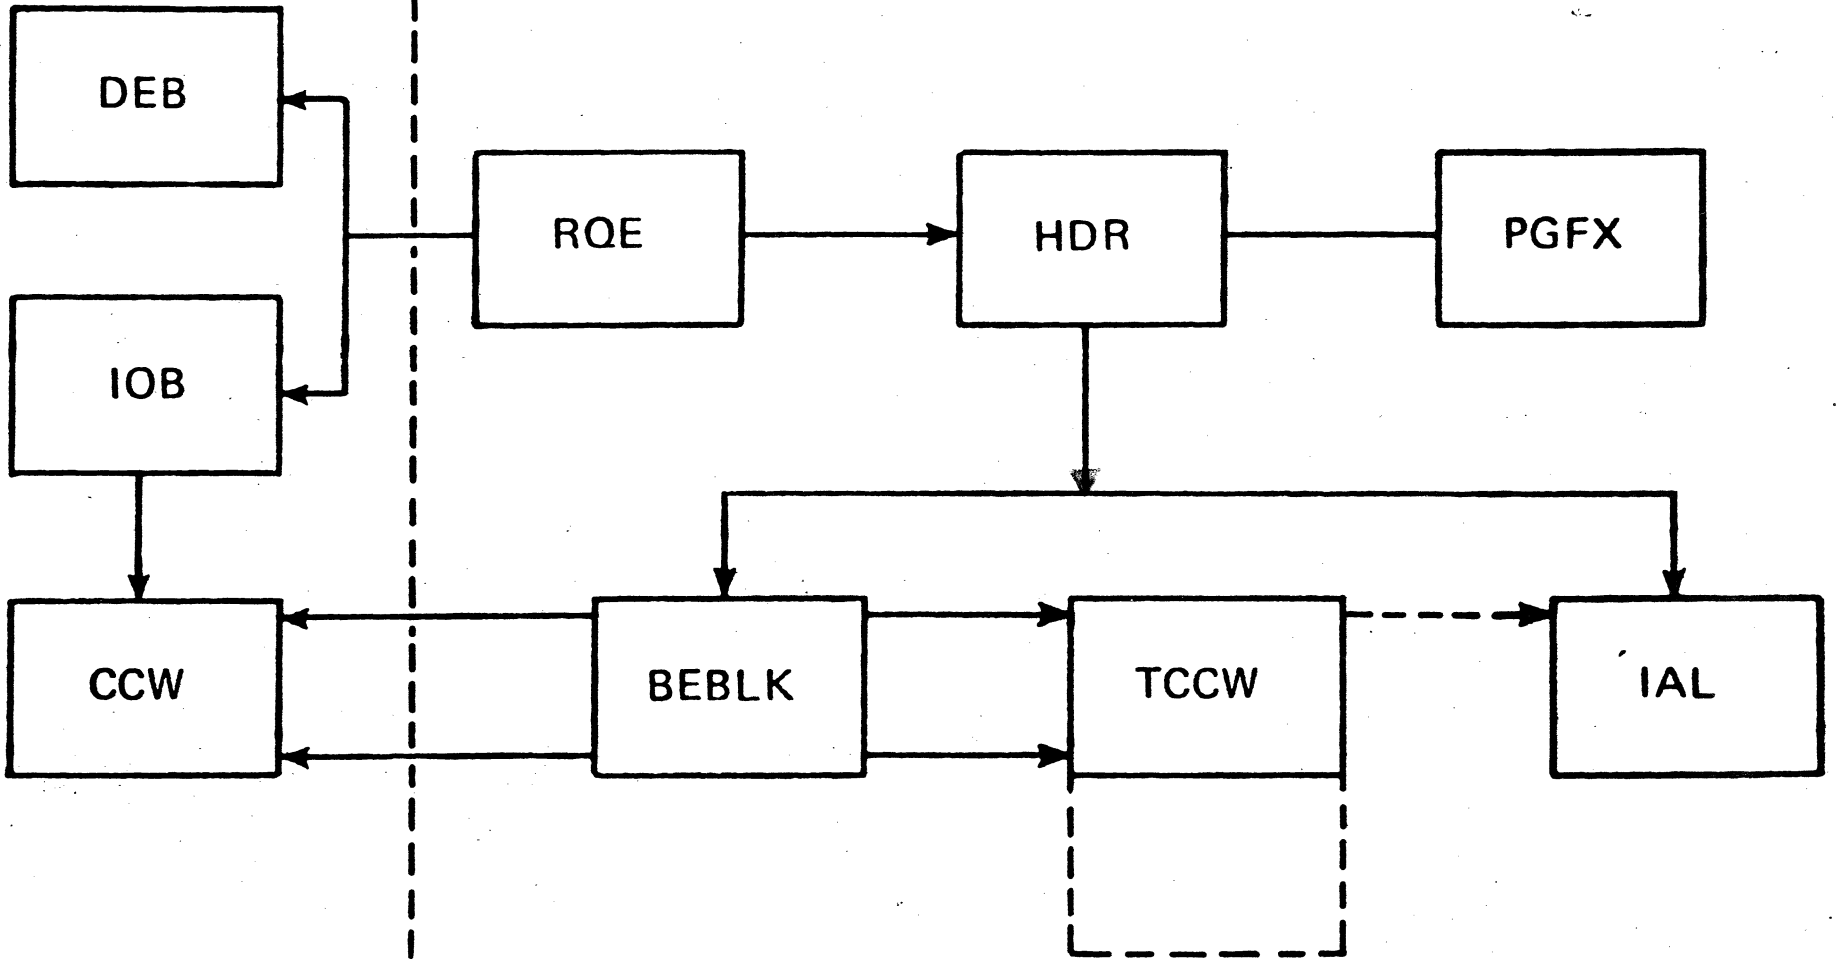 DEB
RQE
HDR
PGFX
IOB
CCW
BEBLK
TCCW
IAL